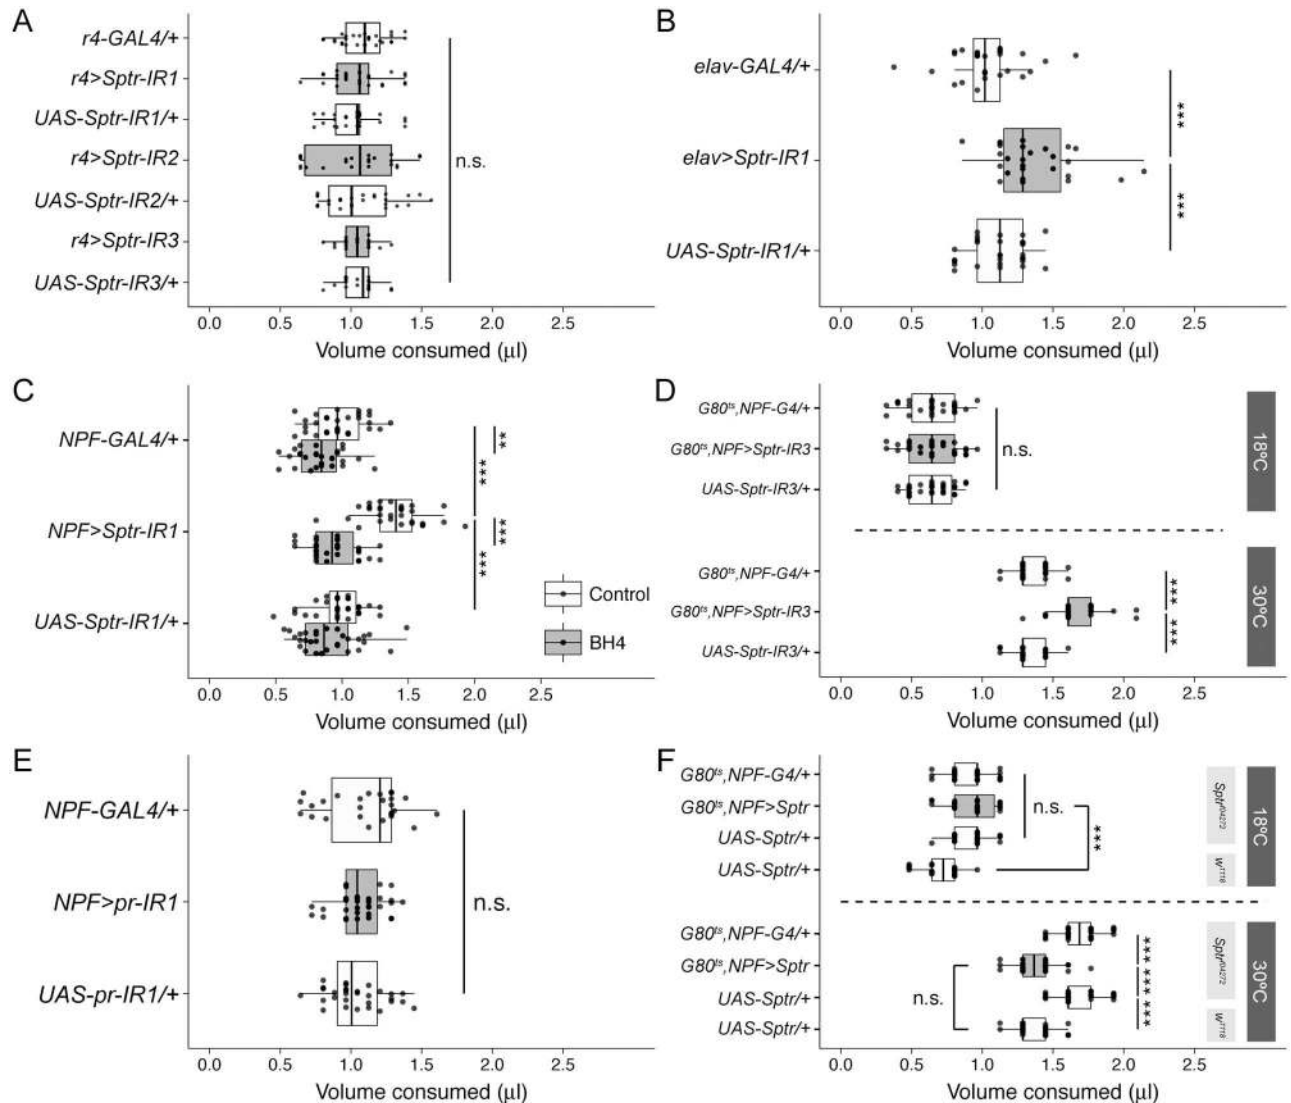 A
r4-GAL4/+
r4>Sptr-IR1
UAS-Sptr-IR1/+
r4>Sptr-IR2
UAS-Sptr-IR2/+
r4>Sptr-IR3
UAS-Sptr-IR3/+
n.s.
0.0 0.5 1.0 1.5 2.0 2.5
Volume consumed (μl)
B
elav-GAL4/+
elav>Sptr-IR1
UAS-Sptr-IR1/+
***
***
0.0 0.5 1.0 1.5 2.0 2.5
Volume consumed (μl)
C
NPF-GAL4/+
NPF>Sptr-IR1
UAS-Sptr-IR1/+
**
***
***
***
Control
BH4
0.0 0.5 1.0 1.5 2.0 2.5
Volume consumed (μl)
D
G80ts,NPF-G4/+
G80ts,NPF>Sptr-IR3
UAS-Sptr-IR3/+
n.s.
18ºC
G80ts,NPF-G4/+
G80ts,NPF>Sptr-IR3
UAS-Sptr-IR3/+
***
***
30ºC
0.0 0.5 1.0 1.5 2.0 2.5
Volume consumed (μl)
E
NPF-GAL4/+
NPF>pr-IR1
UAS-pr-IR1/+
n.s.
0.0 0.5 1.0 1.5 2.0 2.5
Volume consumed (μl)
F
G80ts,NPF-G4/+
G80ts,NPF>Sptr
UAS-Sptr/+
UAS-Sptr/+
n.s.
***
w1118
18ºC
G80ts,NPF-G4/+
G80ts,NPF>Sptr
UAS-Sptr/+
UAS-Sptr/+
n.s.
***
***
***
w1118
30ºC
0.0 0.5 1.0 1.5 2.0 2.5
Volume consumed (μl)